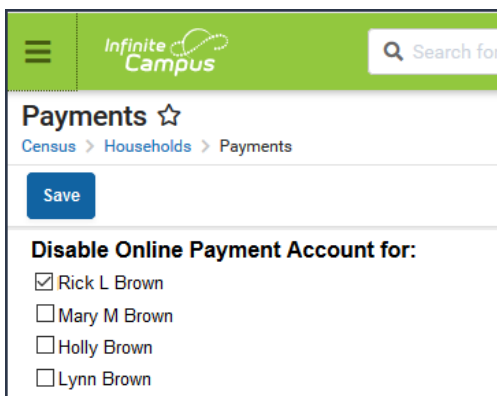 Infinite
Campus
Search for
Payments
Census > Households > Payments
Save
Disable Online Payment Account for:
Rick L Brown
Mary M Brown
Holly Brown
Lynn Brown